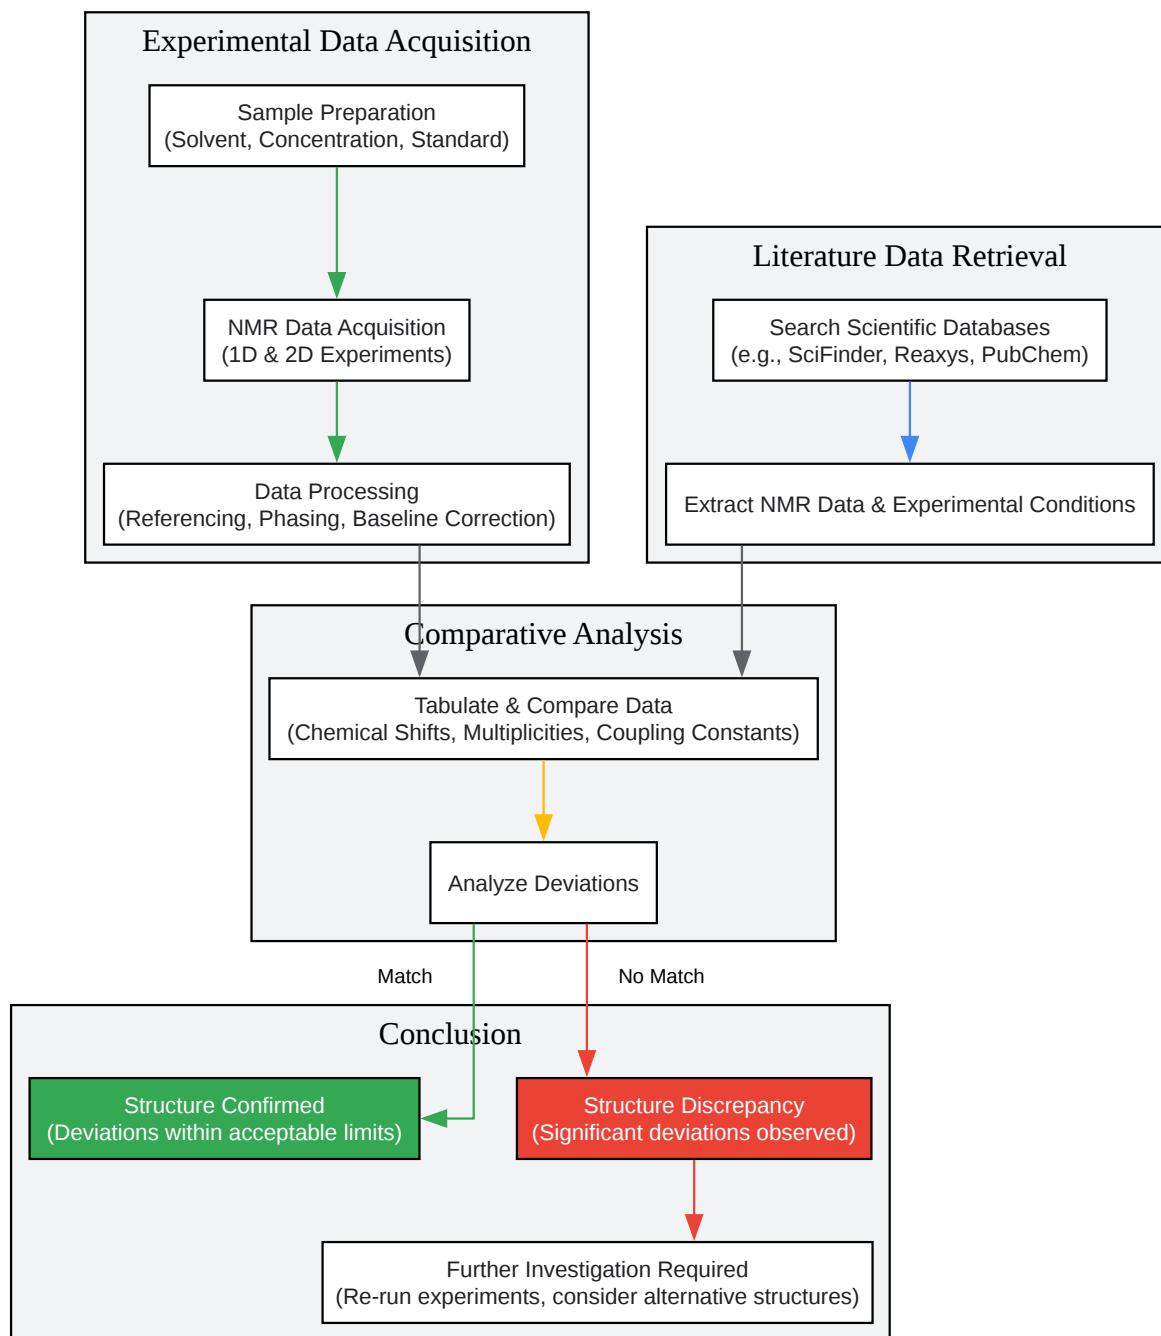 Experimental Data Acquisition
Sample Preparation
(Solvent, Concentration, Standard)
NMR Data Acquisition
(1D & 2D Experiments)
Data Processing
(Referencing, Phasing, Baseline Correction)
Literature Data Retrieval
Search Scientific Databases
(e.g., SciFinder, Reaxys, PubChem)
Extract NMR Data & Experimental Conditions
Comparative Analysis
Tabulate & Compare Data
(Chemical Shifts, Multiplicities, Coupling Constants)
Analyze Deviations
Match
No Match
Conclusion
Structure Confirmed
(Deviations within acceptable limits)
Structure Discrepancy
(Significant deviations observed)
Further Investigation Required
(Re-run experiments, consider alternative structures)